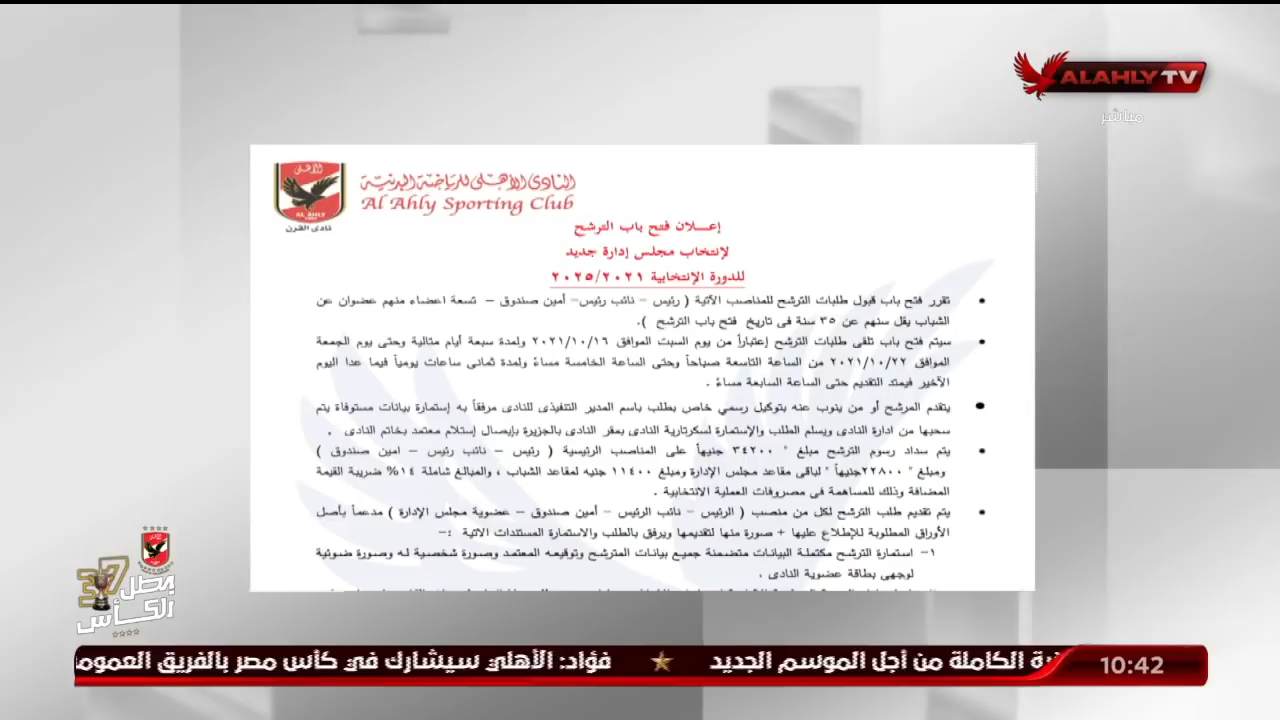 ALAHLY TV
مباشر
الأهلي
AL AHLY
1907
نادى القرن
النادى الأهلى للرياضة البدنية
Al Ahly Sporting Club
إعـــلان فتح باب الترشح
لإنتخاب مجلس إدارة جديد
للدورة الإنتخابية ٢٠٢٥/٢٠٢١
• تقرر فتح باب قبول طلبات الترشح للمناصب الآتية ( رئيس – نائب رئيس– أمين صندوق – تسعة اعضاء منهم عضوان عن
الشباب يقل سنهم عن ٣٥ سنة فى تاريخ فتح باب الترشح ).
• سيتم فتح باب تلقى طلبات الترشح إعتباراً من يوم السبت الموافق ٢٠٢١/١٠/١٦ ولمدة سبعة أيام متتالية وحتى يوم الجمعة
الموافق ٢٠٢١/١٠/٢٢ من الساعة التاسعة صباحاً وحتى الساعة الخامسة مساءً ولمدة ثمانى ساعات يومياً فيما عدا اليوم
الآخير فيمتد التقديم حتى الساعة السابعة مساءً .
• يتقدم المرشح أو من ينوب عنه بتوكيل رسمي خاص بطلب باسم المدير التنفيذى للنادى مرفقاً به إستمارة بيانات مستوفاة يتم
سحبها من ادارة النادى ويسلم الطلب والإستمارة لسكرتارية النادى بمقر النادى بالجزيرة بإيصال إستلام معتمد بخاتم النادى .
• يتم سداد رسوم الترشح مبلغ " ٣٤٢٠٠ جنيهاً على المناصب الرئيسية ( رئيس – نائب رئيس – امين صندوق )
ومبلغ " ٢٢٨٠٠جنيهاً " لباقى مقاعد مجلس الإدارة ومبلغ ١١٤٠٠ جنيه لمقاعد الشباب ، والمبالغ شاملة ١٤% ضريبة القيمة
المضافة وذلك للمساهمة فى مصروفات العملية الانتخابية .
• يتم تقديم طلب الترشح لكل من منصب ( الرئيس – نائب الرئيس – أمين صندوق – عضوية مجلس الإدارة ) مدعماً بأصل
الأوراق المطلوبة للإطلاع عليها + صورة منها لتقديمها ويرفق بالطلب والاستمارة المستندات الاتية :–
١– استمارة الترشح مكتملة البيانات متضمنة جميع بيانات المترشح وتوقيعه المعتمد وصورة شخصية له وصورة ضوئية
لوجهى بطاقة عضوية النادى .
37
بطل
الكأس
الكاملة من أجل الموسم الجديد
فؤاد: الأهلي سيشارك في كأس مصر بالفريق
10:42